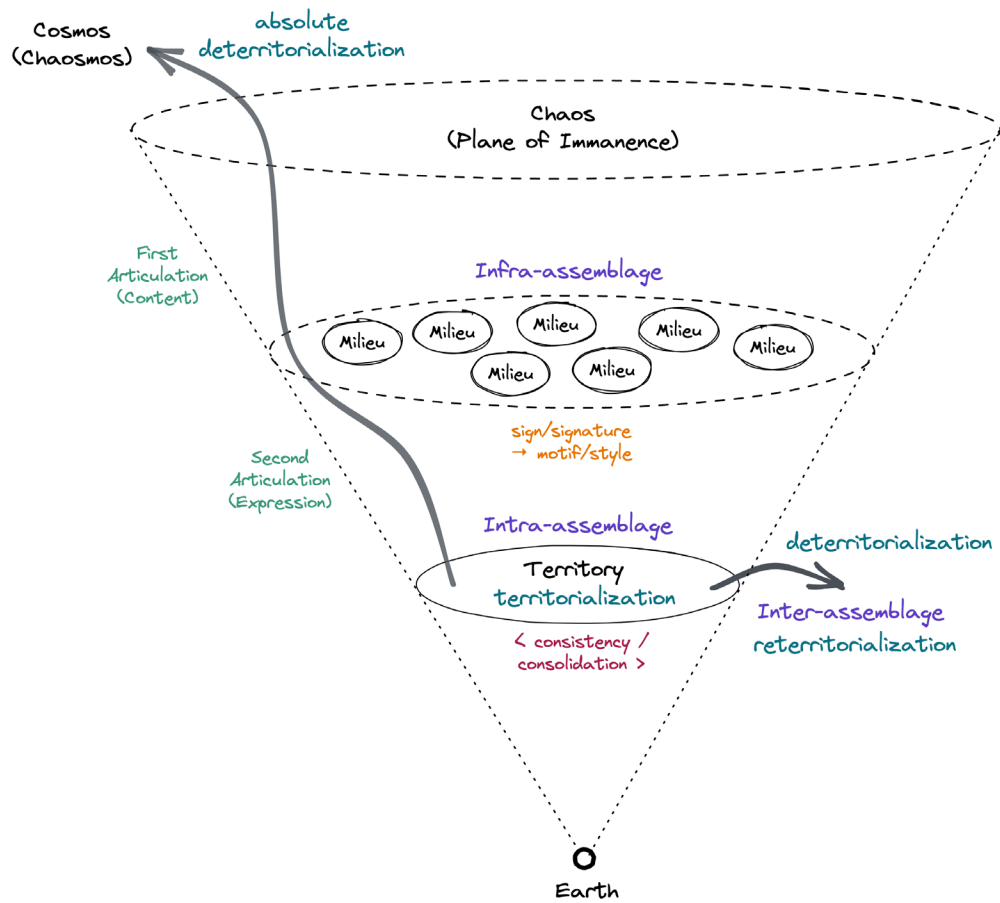 Cosmos
(Chaosmos)
absolute
deterritorialization
Chaos
(Plane of Immanence)
First
Articulation
(Content)
Infra-assemblage
Milieu
Milieu
Milieu
Milieu
Milieu
Milieu
Milieu
sign/signature
→ motif/style
Second
Articulation
(Expression)
Intra-assemblage
Territory
territorialization
< consistency /
consolidation >
deterritorialization
Inter-assemblage
reterritorialization
Earth